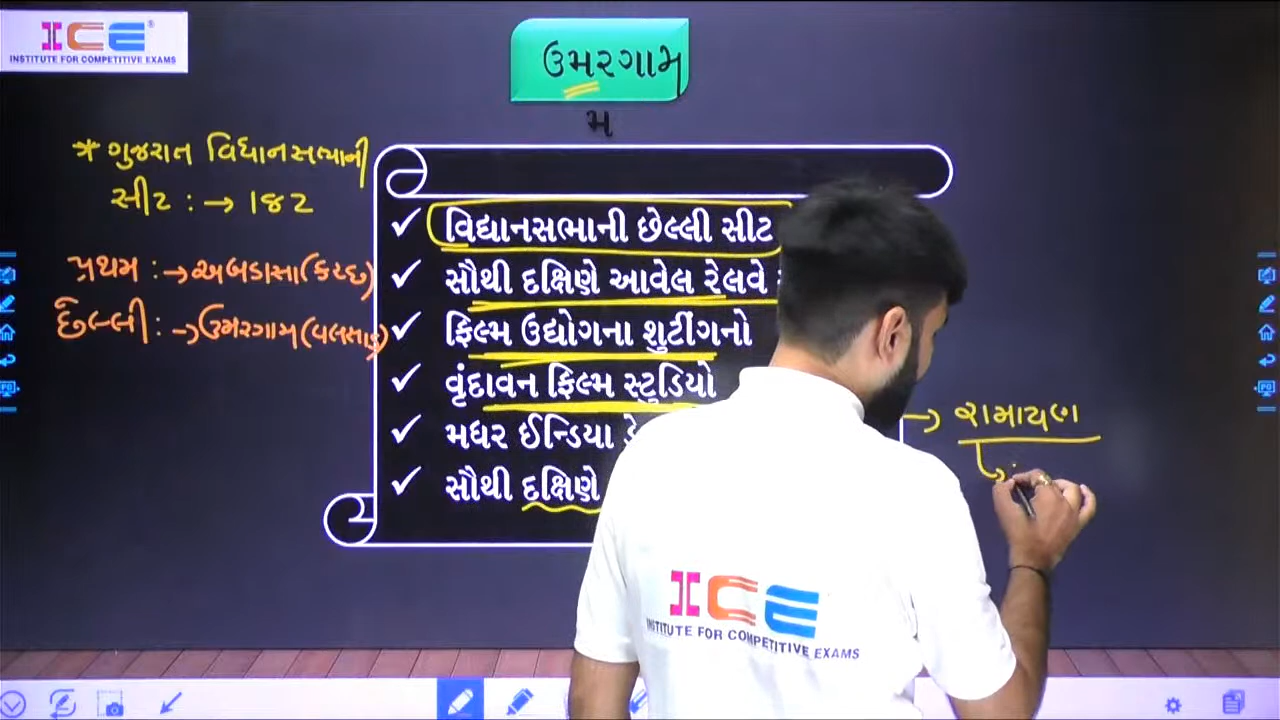 ICE
INSTITUTE FOR COMPETITIVE EXAMS
ઉમરગામ
મ
* ગુજરાત વિધાનસભાની
સીટ : → ૧૮૨
પ્રથમ : → અબડાસા(કચ્છ)
છેલ્લી : → ઉમરગામ(વલસાડ)
✓ વિદ્યાનસભાની છેલ્લી સીટ
✓ સૌથી દક્ષિણે આવેલ રેલવે
✓ ફિલ્મ ઉદ્યોગના શુટીંગનો
✓ વૃંદાવન ફિલ્મ સ્ટુડિયો
✓ મધર ઈન્ડિયા
✓ સૌથી દક્ષિણે
→ રામાયણ
ICE
INSTITUTE FOR COMPETITIVE EXAMS